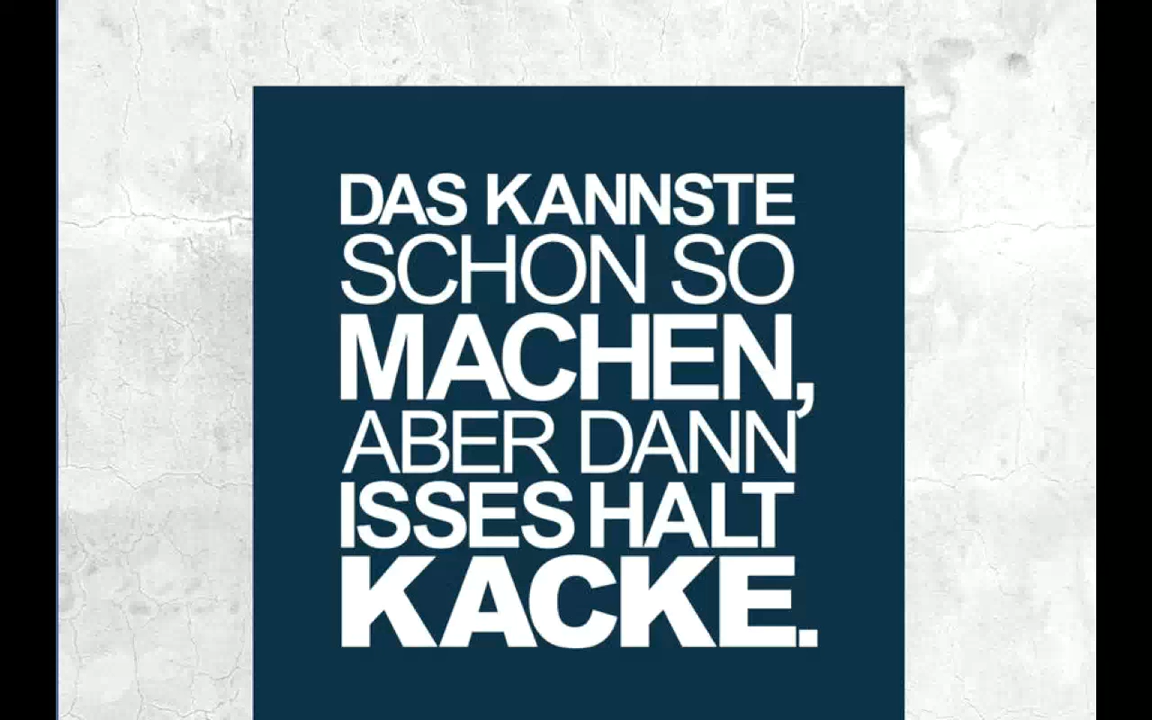 DAS KANNSTE
SCHON SO
MACHEN,
ABER DANN
ISSES HALT
KACKE.